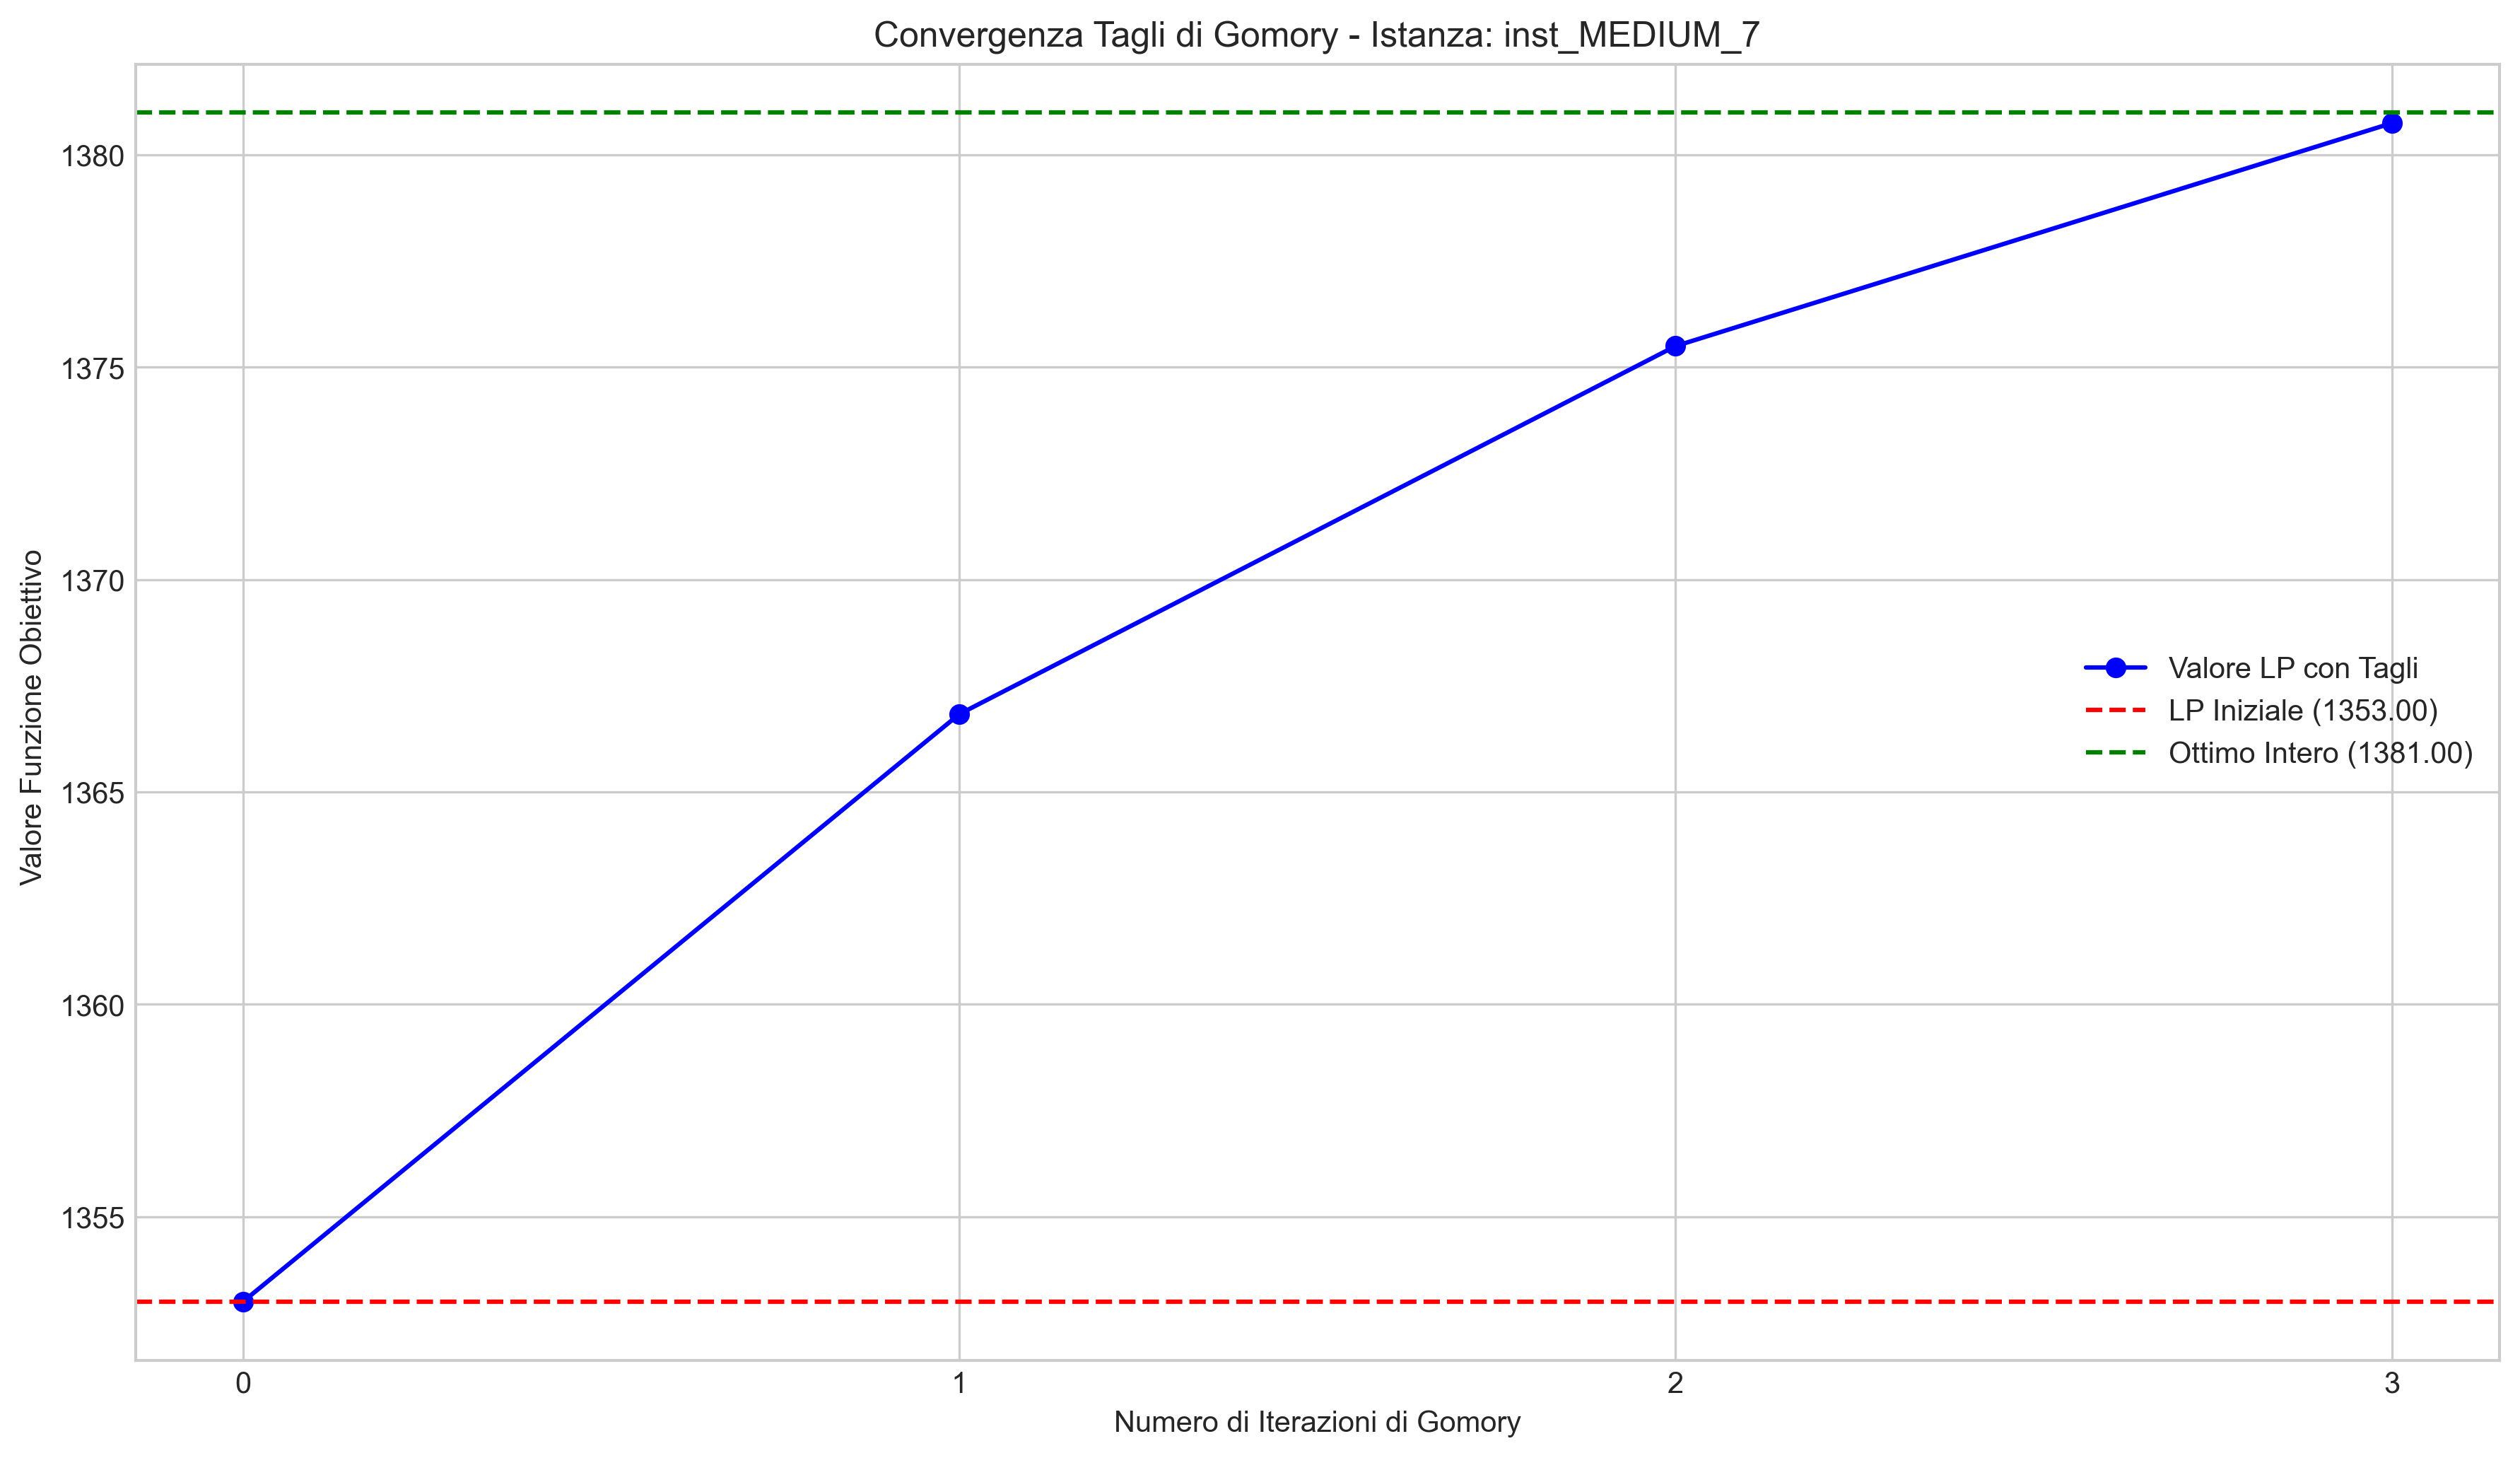 Convergenza Tagli di Gomory - Istanza: inst_MEDIUM_7
Valore Funzione Obiettivo
1380
1375
1370
1365
1360
1355
Valore LP con Tagli
LP Iniziale (1353.00)
Ottimo Intero (1381.00)
0 1 2 3
Numero di Iterazioni di Gomory